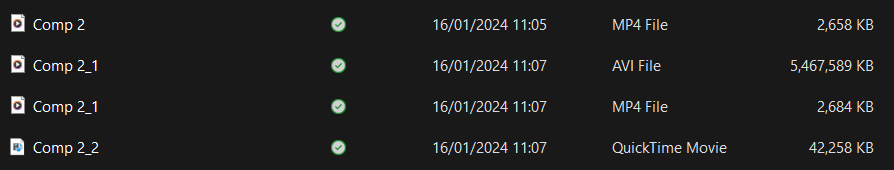 Comp 2 16/01/2024 11:05 MP4 File 2,658 KB
Comp 2_1 16/01/2024 11:07 AVI File 5,467,589 KB
Comp 2_1 16/01/2024 11:07 MP4 File 2,684 KB
Comp 2_2 16/01/2024 11:07 QuickTime Movie 42,258 KB